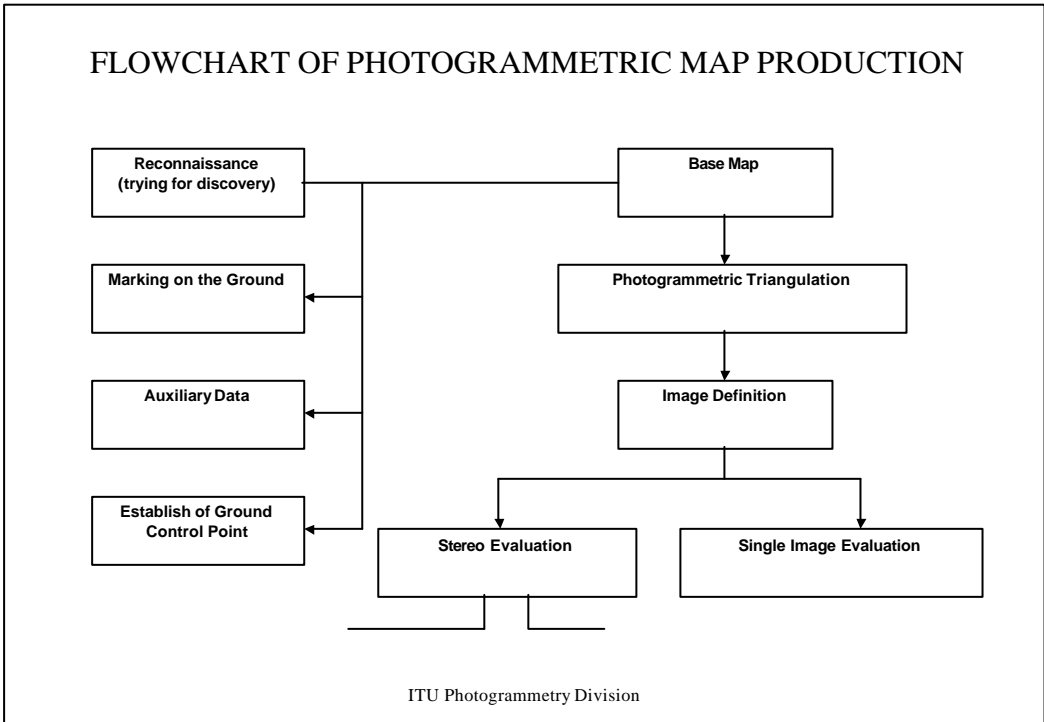 FLOWCHART OF PHOTOGRAMMETRIC MAP PRODUCTION
Reconnaissance
(trying for discovery)
Base Map
Marking on the Ground
Photogrammetric Triangulation
Auxiliary Data
Image Definition
Establish of Ground
Control Point
Stereo Evaluation
Single Image Evaluation
ITU Photogrammetry Division